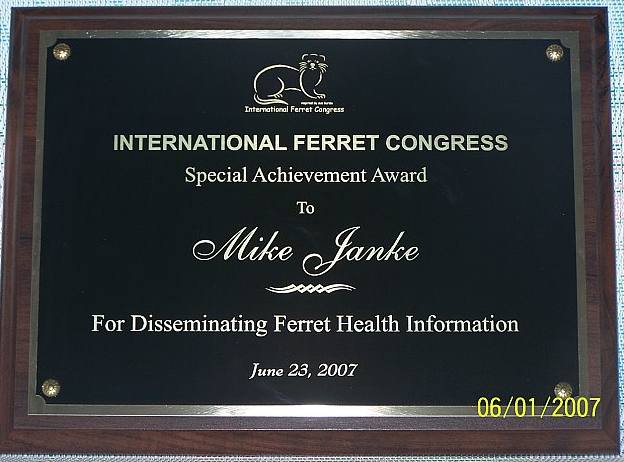 International Ferret Congress
INTERNATIONAL FERRET CONGRESS
Special Achievement Award
To
Mike Janke
For Disseminating Ferret Health Information
June 23, 2007
06/01/2007